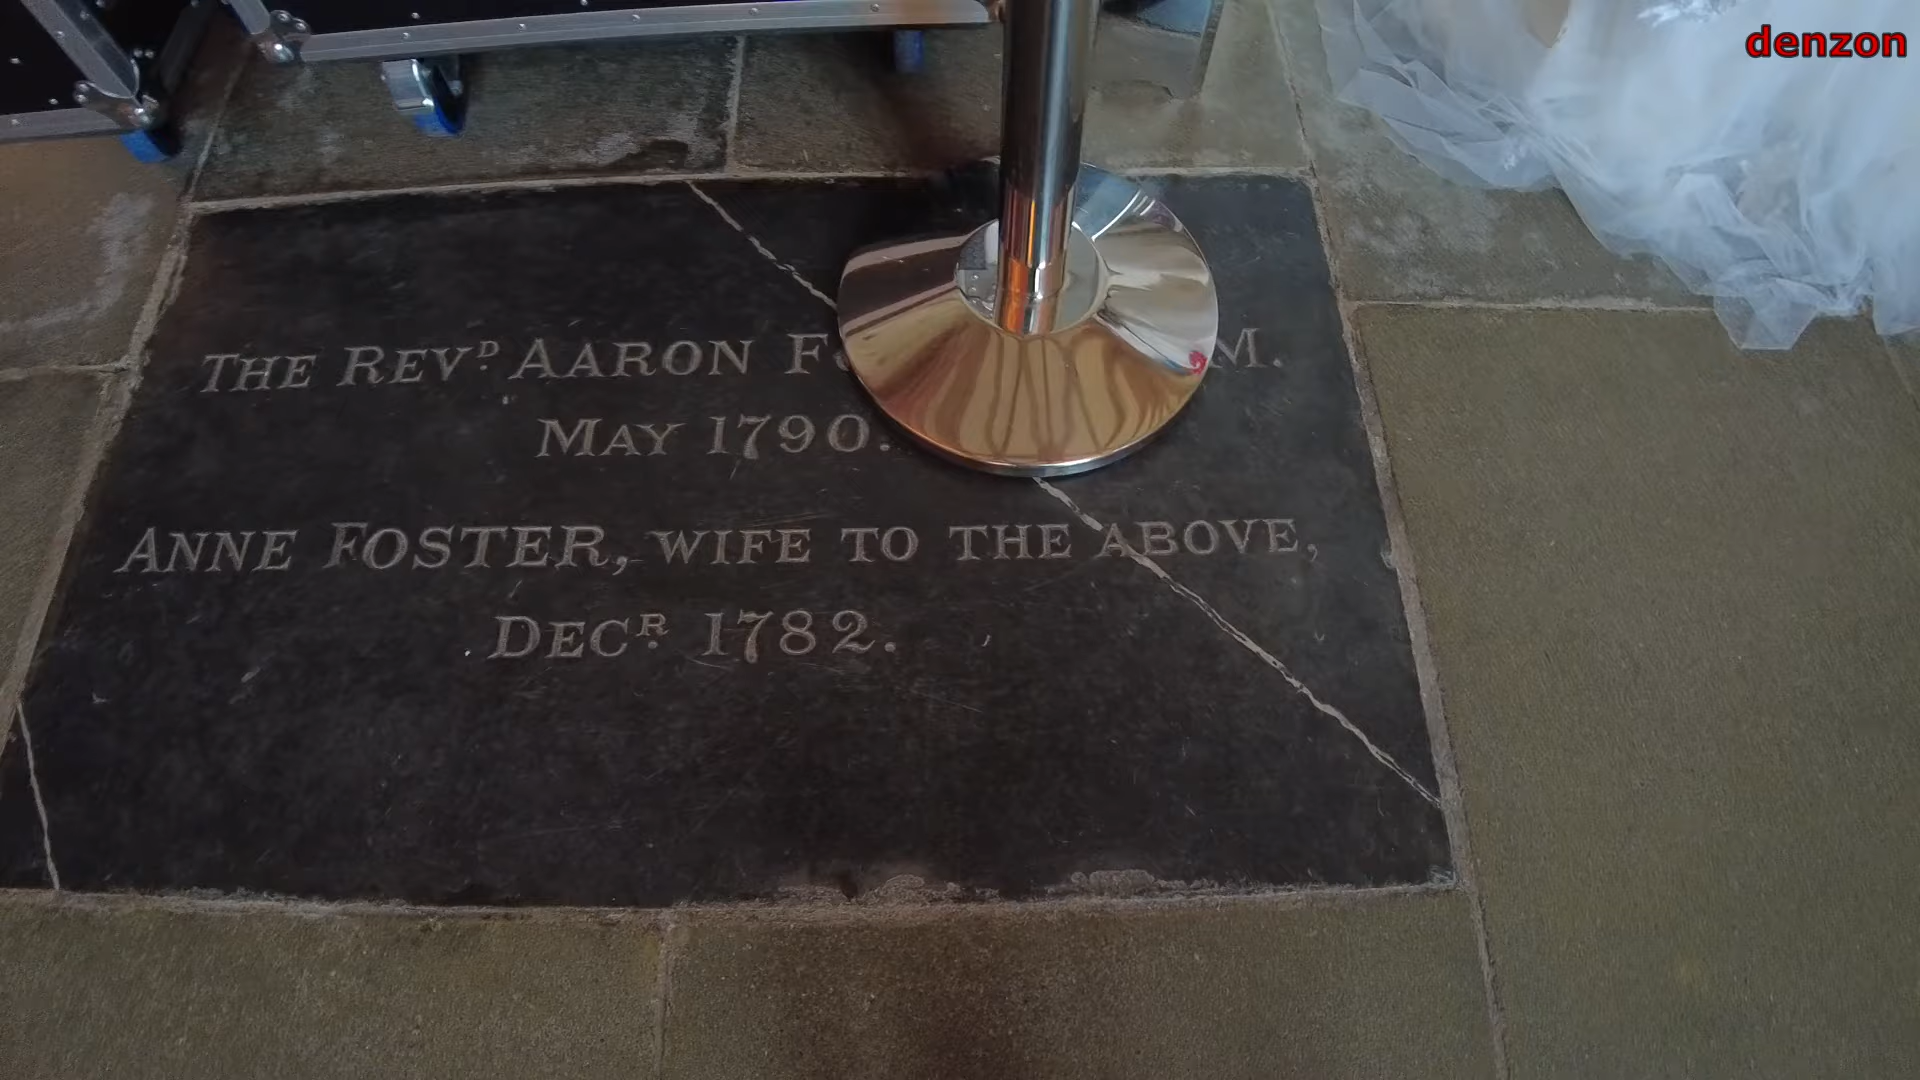 denzon
THE REVᴰ. AARON M.
MAY 1790.
ANNE FOSTER, WIFE TO THE ABOVE,
DECᴿ. 1782.